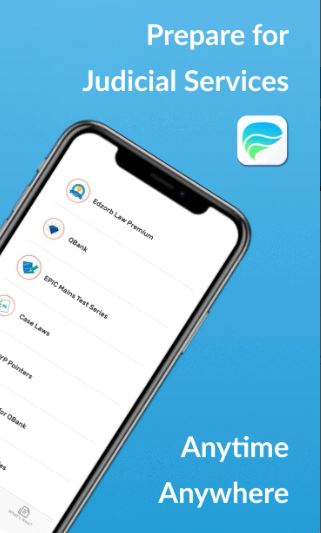 Prepare for
Judicial Services
Edzorb Law Premium
QBank
EPIC Mains Test Series
Case Laws
YP Pointers
for QBank
Anytime
Anywhere